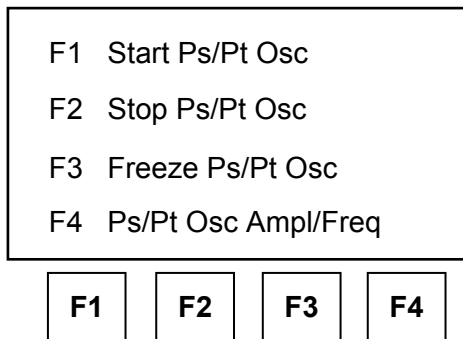 F1 Start Ps/Pt Osc
F2 Stop Ps/Pt Osc
F3 Freeze Ps/Pt Osc
F4 Ps/Pt Osc Ampl/Freq
F1 F2 F3 F4